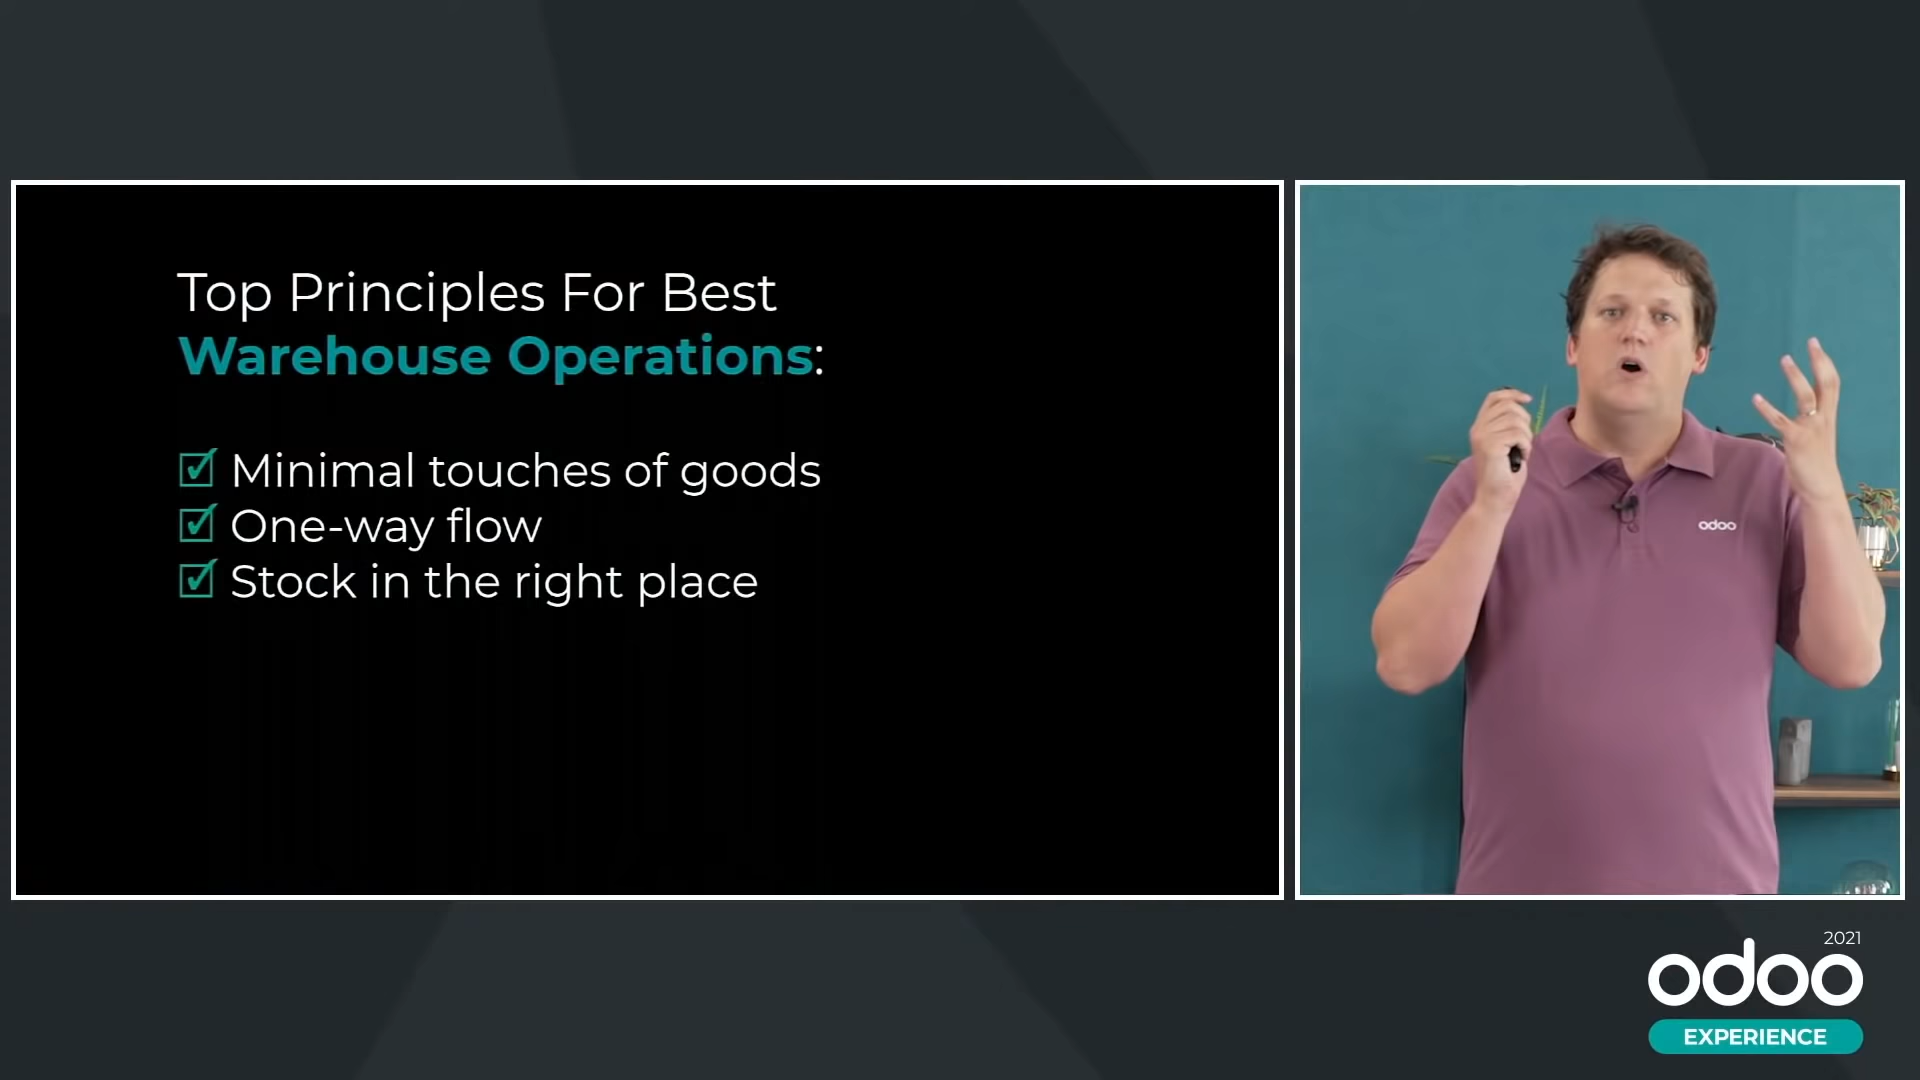 Top Principles For Best
Warehouse Operations:
Minimal touches of goods
One-way flow
Stock in the right place
odoo
2021
odoo
EXPERIENCE